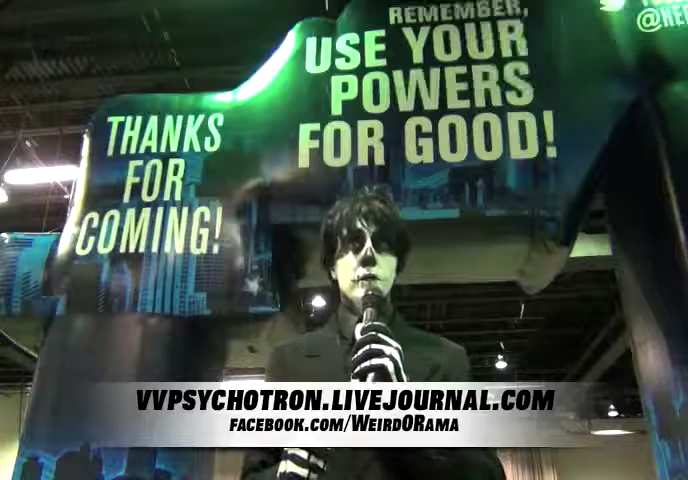 REMEMBER,
USE YOUR
POWERS
FOR GOOD!
THANKS
FOR
COMING!
VVPSYCHOTRON.LIVEJOURNAL.COM
FACEBOOK.COM/WEIRDORAMA